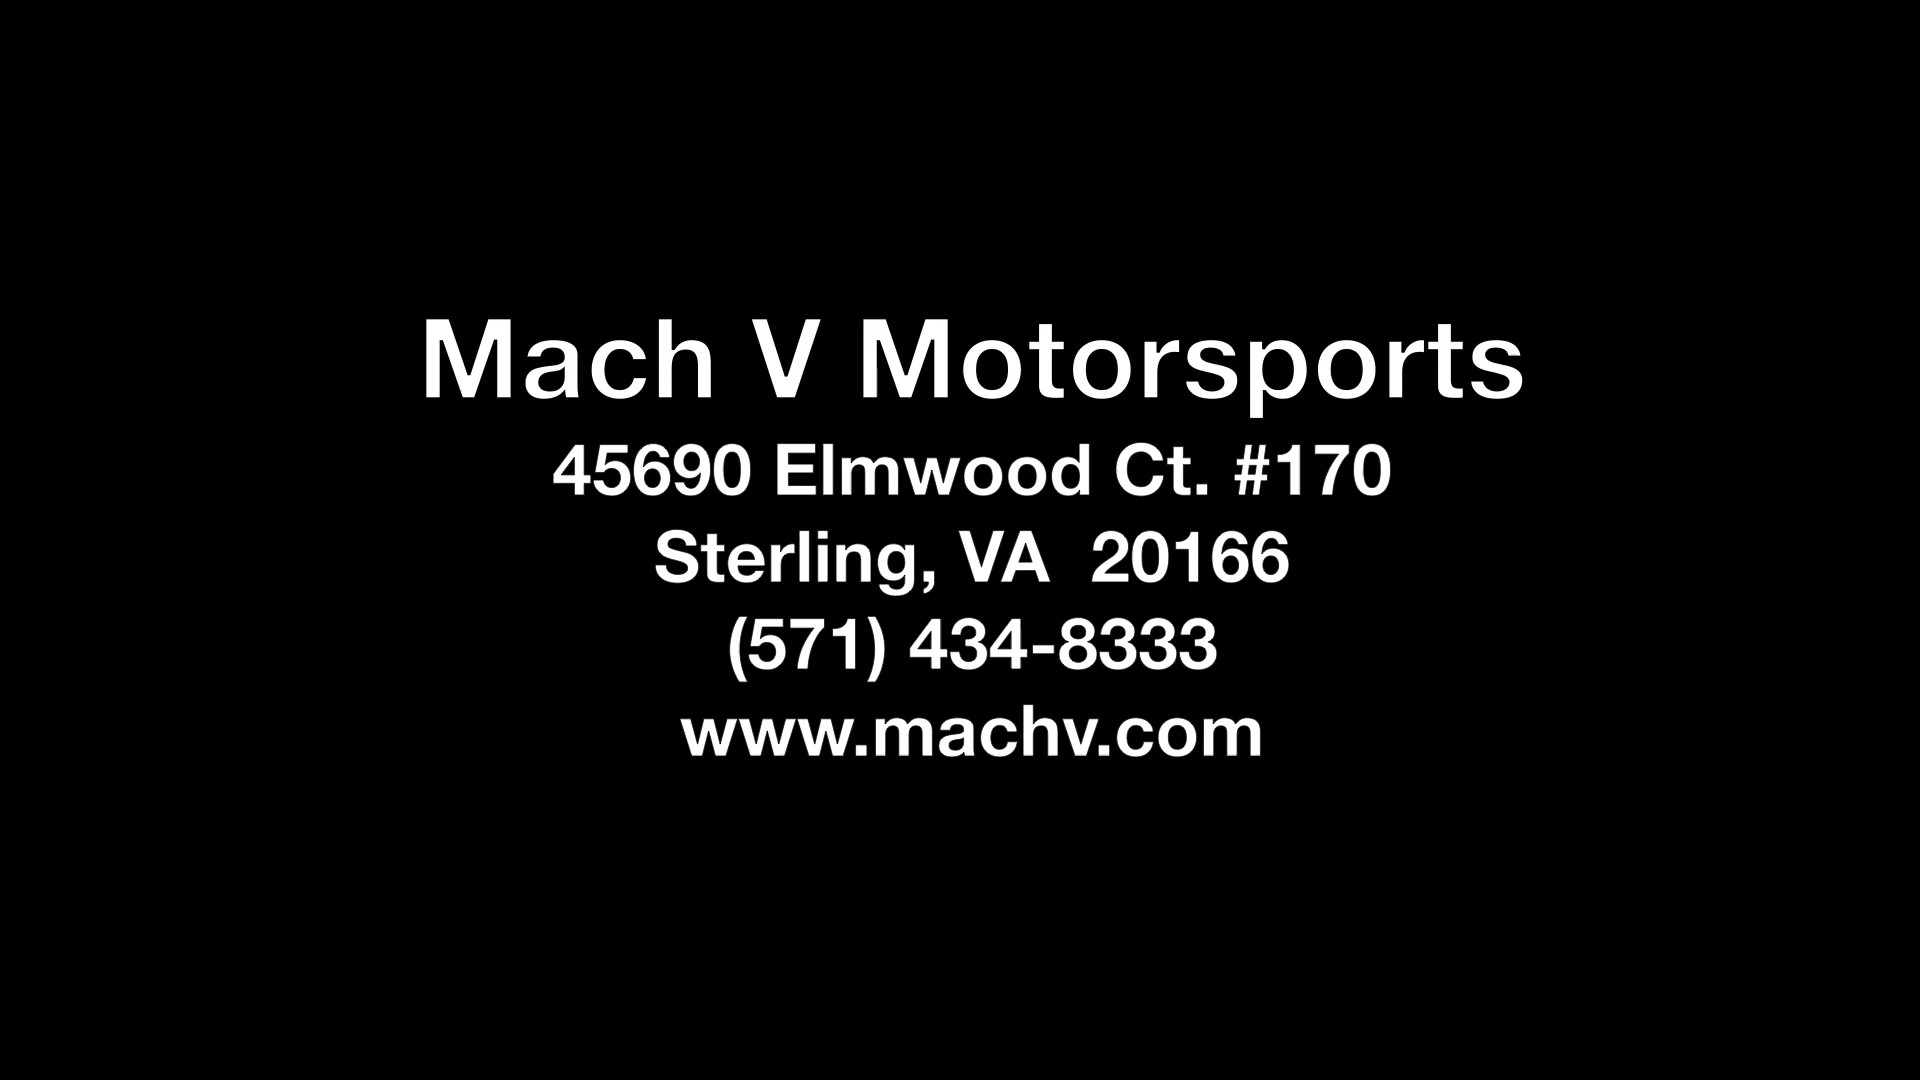 Mach V Motorsports
45690 Elmwood Ct. #170
Sterling, VA  20166
(571) 434-8333
www.machv.com